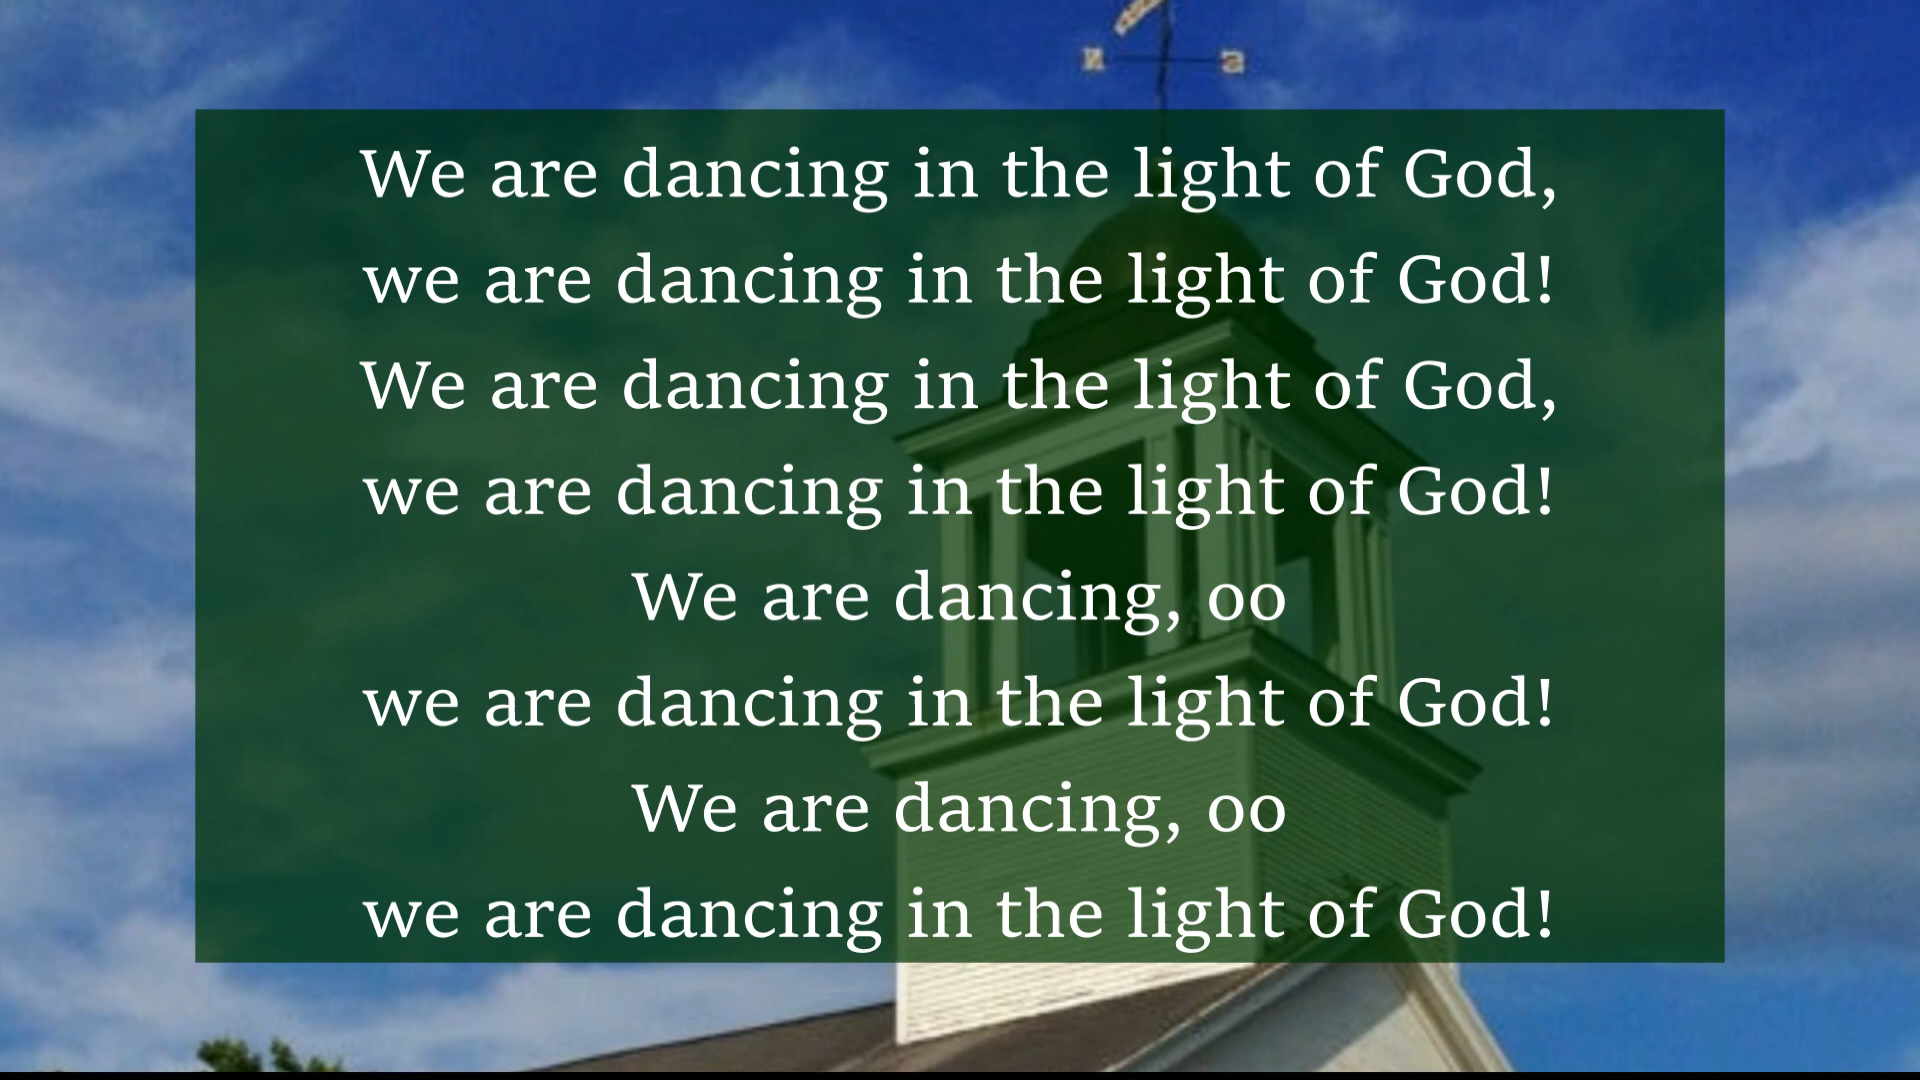 N S
We are dancing in the light of God,
we are dancing in the light of God!
We are dancing in the light of God,
we are dancing in the light of God!
We are dancing, oo
we are dancing in the light of God!
We are dancing, oo
we are dancing in the light of God!